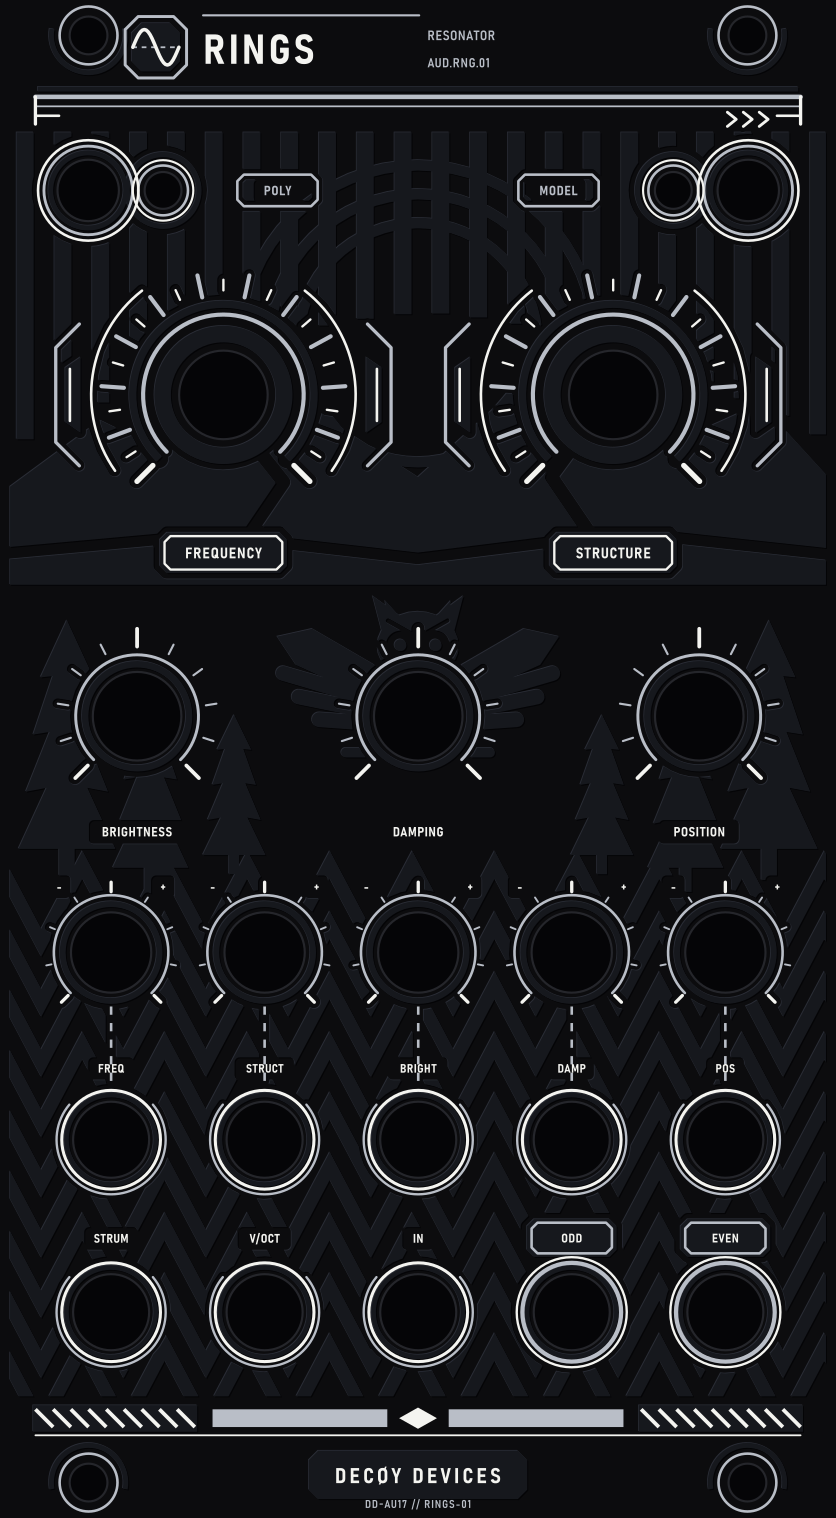 RINGS
RESONATOR
AUD.RNG.01
POLY
MODEL
FREQUENCY
STRUCTURE
BRIGHTNESS
DAMPING
POSITION
- + - + - + - + - +
FREQ
STRUCT
BRIGHT
DAMP
POS
STRUM
V/OCT
IN
ODD
EVEN
DECØY DEVICES
DD-AU17 // RINGS-01